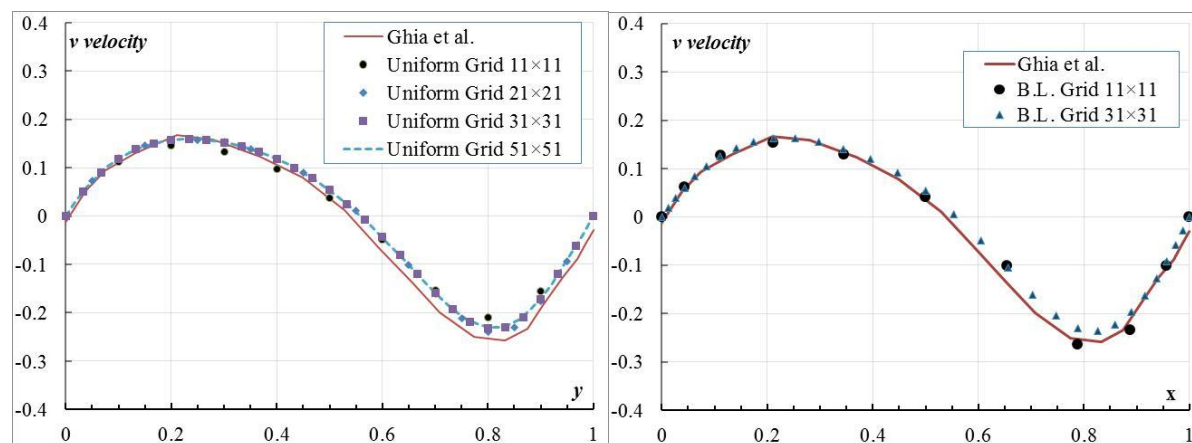 0.4
v velocity
0.3
0.2
0.1
0
-0.1
-0.2
-0.3
-0.4
Ghia et al.
Uniform Grid 11×11
Uniform Grid 21×21
Uniform Grid 31×31
Uniform Grid 51×51
y
0 0.2 0.4 0.6 0.8 1
0.4
v velocity
0.3
0.2
0.1
0
-0.1
-0.2
-0.3
-0.4
Ghia et al.
B.L. Grid 11×11
B.L. Grid 31×31
x
0 0.2 0.4 0.6 0.8 1